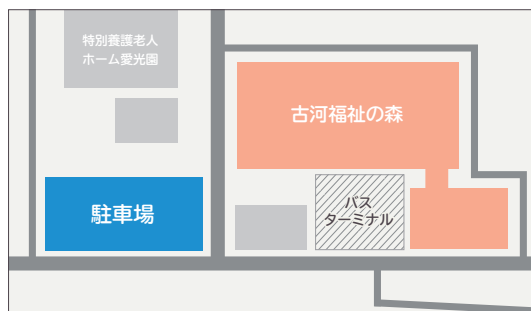 特別養護老人
ホーム愛光園
古河福祉の森
バス
ターミナル
駐車場